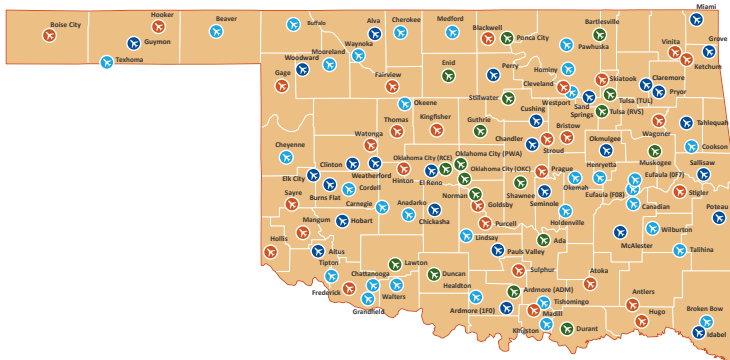 Miami
Hooker
Beaver
Buffalo
Alva
Cherokee
Medford
Blackwell
Bartlesville
Boise City
Guymon
Ponca City
Pawhuska
Vinita
Grove
Waynoka
Mooreland
Woodward
Texhoma
Ketchum
Enid
Perry
Hominy
Cleveland
Skiatook
Claremore
Pryor
Gage
Fairview
Stillwater
Westport
Sand
Springs
Tulsa (TUL)
Tulsa (RVS)
Okeene
Cushing
Thomas
Kingfisher
Guthrie
Bristow
Wagoner
Tahlequah
Watonga
Chandler
Stroud
Okmulgee
Cookson
Cheyenne
Clinton
Oklahoma City (RCE)
Oklahoma City (PWA)
Muskogee
Weatherford
Hinton
El Reno
Oklahoma City (OKC)
Prague
Henryetta
Sallisaw
Elk City
Burns Flat
Cordell
Shawnee
Okemah
Eufaula (0F7)
Eufaula (F08)
Stigler
Sayre
Carnegie
Anadarko
Norman
Goldsby
Seminole
Canadian
Poteau
Mangum
Hobart
Chickasha
Purcell
Holdenville
Wilburton
Hollis
Lindsay
Ada
McAlester
Talihina
Altus
Pauls Valley
Tipton
Lawton
Chattanooga
Duncan
Sulphur
Atoka
Frederick
Walters
Healdton
Ardmore (ADM)
Tishomingo
Antlers
Grandfield
Ardmore (1F0)
Madill
Kingston
Durant
Hugo
Broken Bow
Idabel